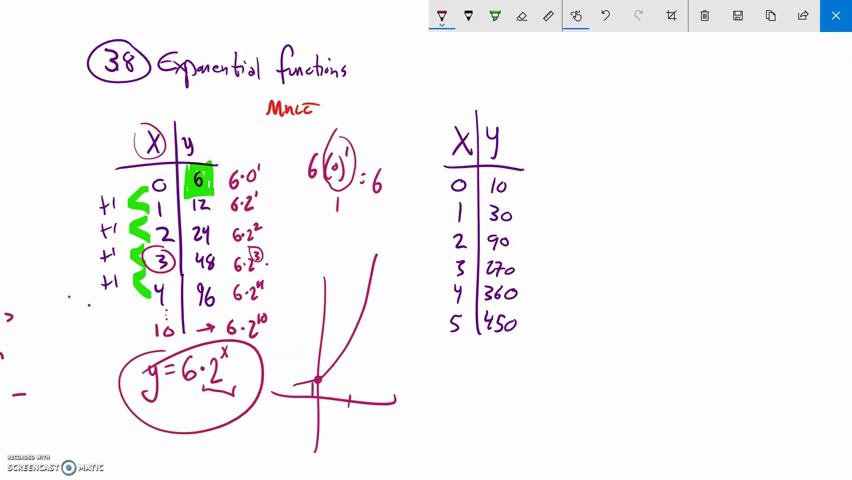 38 Exponential functions
MULT
X y
0 6 6·0¹
+1 1 12 6·2¹
+1 2 24 6·2²
+1 3 48 6·2³
+1 4 96 6·2⁴
10 → 6·2¹⁰
y = 6·2ˣ
6(0)¹ = 6
1
X Y
0 10
1 30
2 90
3 270
4 360
5 450
RECORDED WITH
SCREENCAST MATIC